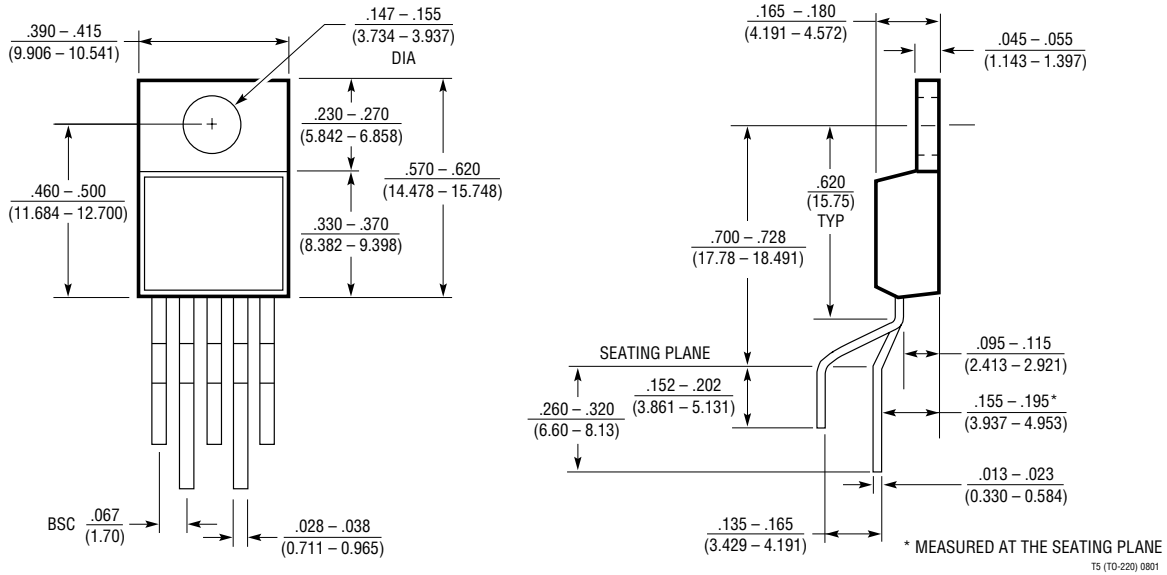 .390 – .415
(9.906 – 10.541)
.147 – .155
(3.734 – 3.937)
DIA
.230 – .270
(5.842 – 6.858)
.570 – .620
(14.478 – 15.748)
.460 – .500
(11.684 – 12.700)
.330 – .370
(8.382 – 9.398)
BSC
.067
(1.70)
.028 – .038
(0.711 – 0.965)
.165 – .180
(4.191 – 4.572)
.045 – .055
(1.143 – 1.397)
.620
(15.75)
TYP
.700 – .728
(17.78 – 18.491)
SEATING PLANE
.095 – .115
(2.413 – 2.921)
.152 – .202
(3.861 – 5.131)
.260 – .320
(6.60 – 8.13)
.155 – .195*
(3.937 – 4.953)
.013 – .023
(0.330 – 0.584)
.135 – .165
(3.429 – 4.191)
* MEASURED AT THE SEATING PLANE
T5 (TO-220) 0801